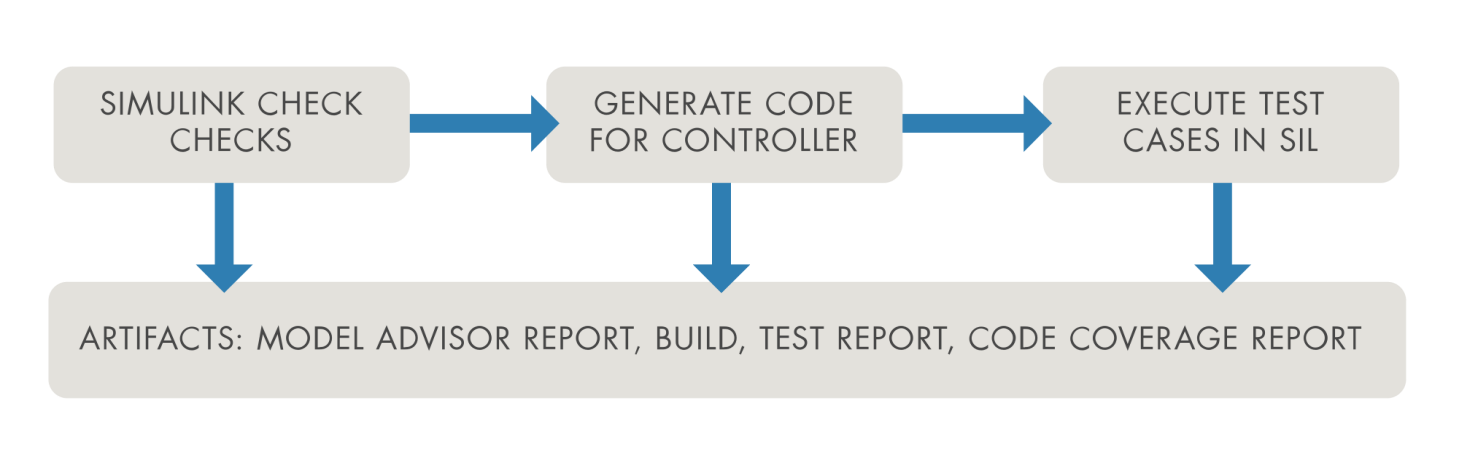 SIMULINK CHECK
CHECKS
GENERATE CODE
FOR CONTROLLER
EXECUTE TEST
CASES IN SIL
ARTIFACTS: MODEL ADVISOR REPORT, BUILD, TEST REPORT, CODE COVERAGE REPORT